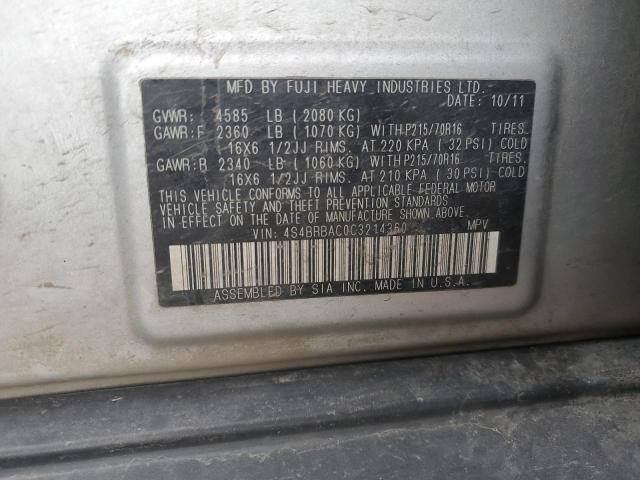 MFD BY FUJI HEAVY INDUSTRIES LTD.
DATE: 10/11
GVWR: 4585 LB ( 2080 KG)
GAWR:F 2360 LB ( 1070 KG) WITH P215/70R16 TIRES.
16X6 1/2JJ RIMS. AT 220 KPA ( 32 PSI) COLD
GAWR:R 2340 LB ( 1060 KG) WITH P215/70R16 TIRES.
16X6 1/2JJ RIMS. AT 210 KPA ( 30 PSI) COLD
THIS VEHICLE CONFORMS TO ALL APPLICABLE FEDERAL MOTOR
VEHICLE SAFETY AND THEFT PREVENTION STANDARDS
IN EFFECT ON THE DATE OF MANUFACTURE SHOWN ABOVE.
VIN: 4S4BRBAC0C3214360 MPV
ASSEMBLED BY SIA INC. MADE IN U.S.A.